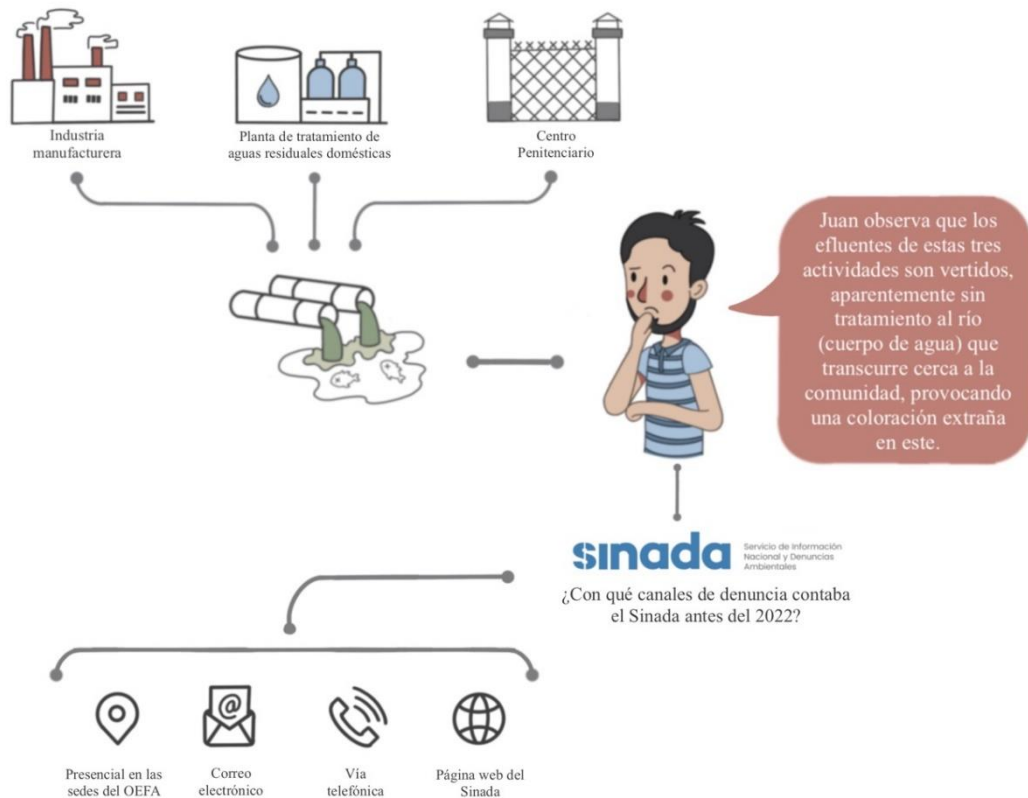 Industria
manufacturera
Planta de tratamiento de
aguas residuales domésticas
Centro
Penitenciario
Juan observa que los
efluentes de estas tres
actividades son vertidos,
aparentemente sin
tratamiento al río
(cuerpo de agua) que
transcurre cerca a la
comunidad, provocando
una coloración extraña
en este.
sinada
Servicio de Información
Nacional y Denuncias
Ambientales
¿Con qué canales de denuncia contaba
el Sinada antes del 2022?
@
Presencial en las
sedes del OEFA
Correo
electrónico
Vía
telefónica
Página web del
Sinada